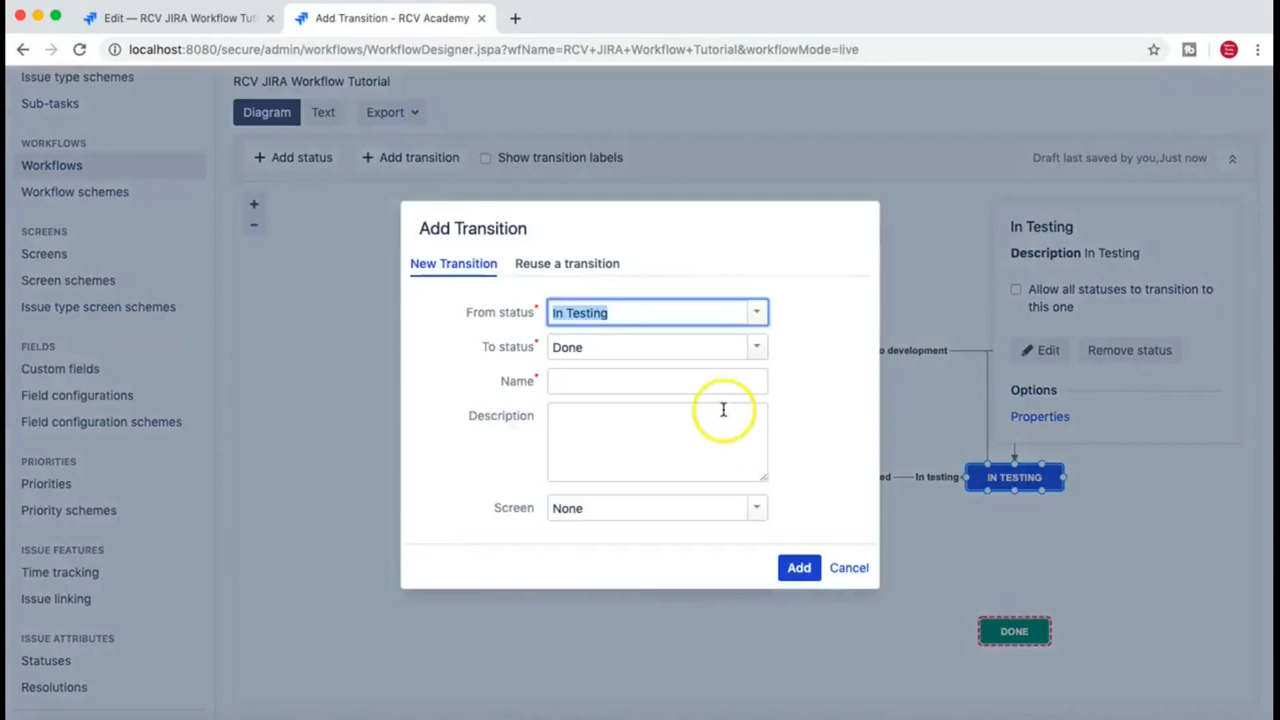 Edit — RCV JIRA Workflow Tut
Add Transition - RCV Academy
localhost:8080/secure/admin/workflows/WorkflowDesigner.jspa?wfName=RCV+JIRA+Workflow+Tutorial&workflowMode=live
Issue type schemes
Sub-tasks
WORKFLOWS
Workflows
Workflow schemes
SCREENS
Screens
Screen schemes
Issue type screen schemes
FIELDS
Custom fields
Field configurations
Field configuration schemes
PRIORITIES
Priorities
Priority schemes
ISSUE FEATURES
Time tracking
Issue linking
ISSUE ATTRIBUTES
Statuses
Resolutions
RCV JIRA Workflow Tutorial
Diagram Text Export
+ Add status + Add transition Show transition labels Draft last saved by you,Just now
+
−
Add Transition
New Transition Reuse a transition
From status* In Testing
To status* Done
Name*
Description
Screen None
Add Cancel
In Testing
Description In Testing
Allow all statuses to transition to
this one
Edit Remove status
Options
Properties
o development
ed In testing IN TESTING
DONE